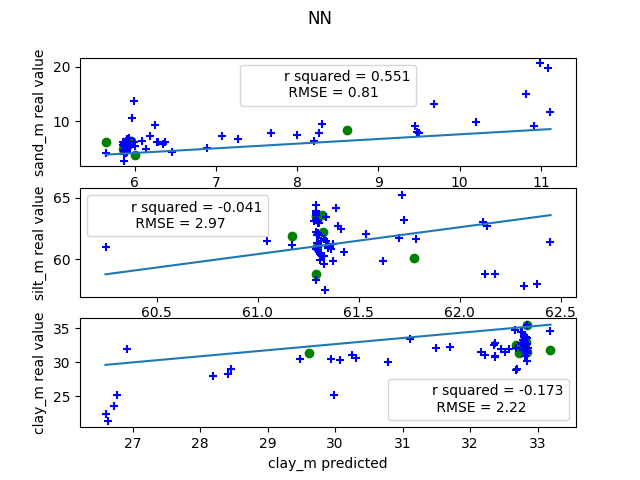 NN
sand_m real value
20
10
r squared = 0.551
RMSE = 0.81
6 7 8 9 10 11
silt_m real value
65
60
r squared = -0.041
RMSE = 2.97
60.5 61.0 61.5 62.0 62.5
clay_m real value
35
30
25
r squared = -0.173
RMSE = 2.22
27 28 29 30 31 32 33
clay_m predicted